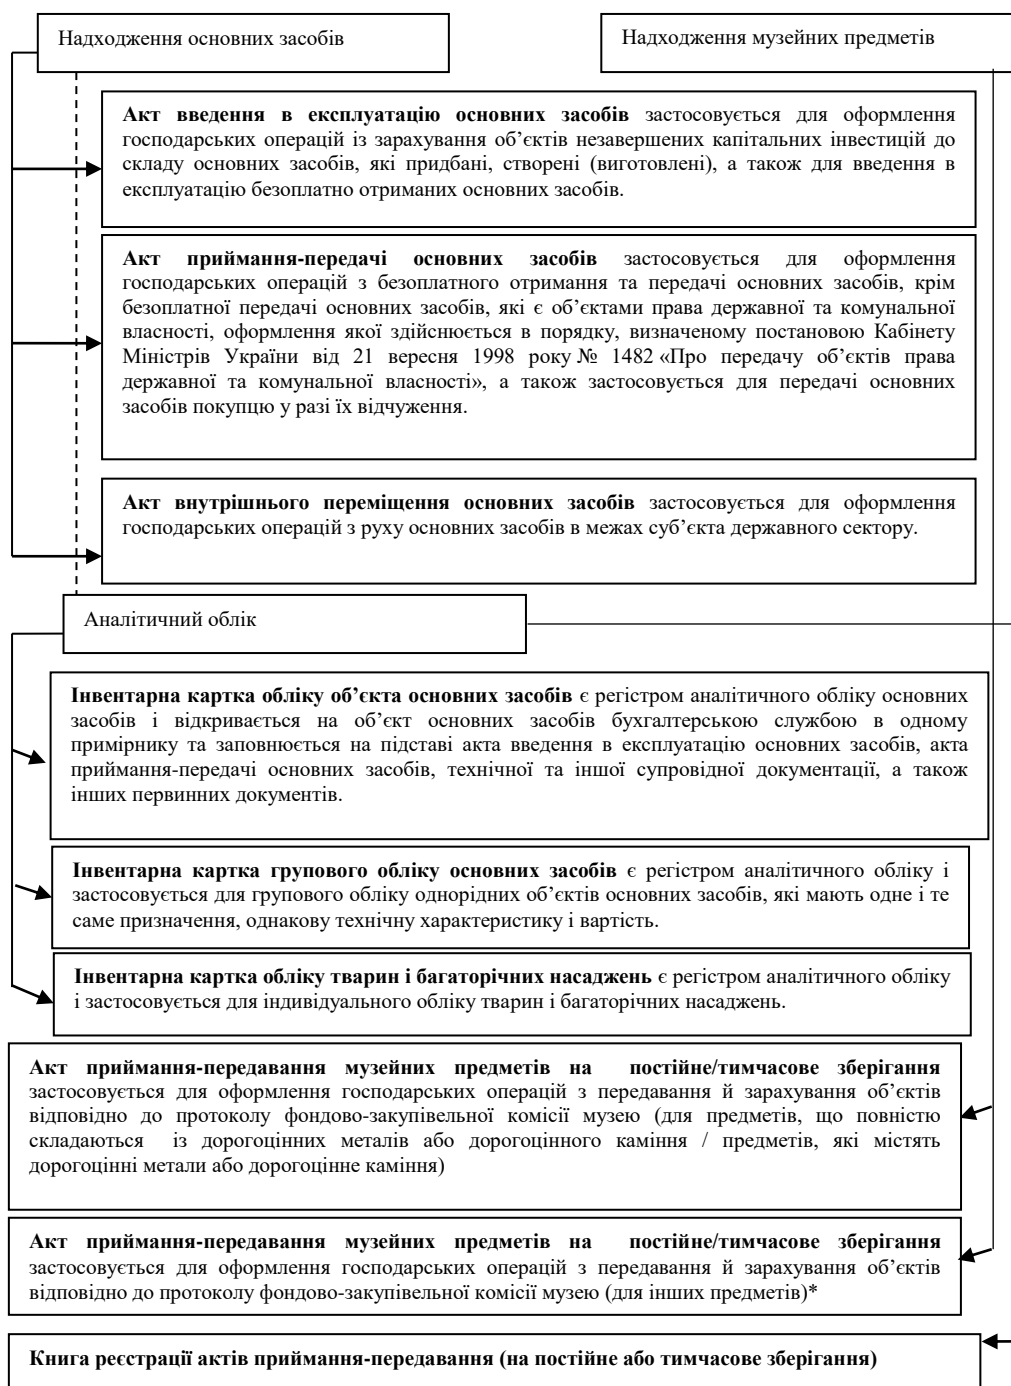 Надходження основних засобів
Надходження музейних предметів
Акт введення в експлуатацію основних засобів застосовується для оформлення
господарських операцій із зарахування об’єктів незавершених капітальних інвестицій до
складу основних засобів, які придбані, створені (виготовлені), а також для введення в
експлуатацію безоплатно отриманих основних засобів.
Акт приймання-передачі основних засобів застосовується для оформлення
господарських операцій з безоплатного отримання та передачі основних засобів, крім
безоплатної передачі основних засобів, які є об’єктами права державної та комунальної
власності, оформлення якої здійснюється в порядку, визначеному постановою Кабінету
Міністрів України від 21 вересня 1998 року № 1482 «Про передачу об’єктів права
державної та комунальної власності», а також застосовується для передачі основних
засобів покупцю у разі їх відчуження.
Акт внутрішнього переміщення основних засобів застосовується для оформлення
господарських операцій з руху основних засобів в межах суб’єкта державного сектору.
Аналітичний облік
Інвентарна картка обліку об’єкта основних засобів є регістром аналітичного обліку основних
засобів і відкривається на об’єкт основних засобів бухгалтерською службою в одному
примірнику та заповнюється на підставі акта введення в експлуатацію основних засобів, акта
приймання-передачі основних засобів, технічної та іншої супровідної документації, а також
інших первинних документів.
Інвентарна картка групового обліку основних засобів є регістром аналітичного обліку і
застосовується для групового обліку однорідних об’єктів основних засобів, які мають одне і те
саме призначення, однакову технічну характеристику і вартість.
Інвентарна картка обліку тварин і багаторічних насаджень є регістром аналітичного обліку
і застосовується для індивідуального обліку тварин і багаторічних насаджень.
Акт приймання-передавання музейних предметів на постійне/тимчасове зберігання
застосовується для оформлення господарських операцій з передавання й зарахування об’єктів
відповідно до протоколу фондово-закупівельної комісії музею (для предметів, що повністю
складаються із дорогоцінних металів або дорогоцінного каміння / предметів, які містять
дорогоцінні метали або дорогоцінне каміння)
Акт приймання-передавання музейних предметів на постійне/тимчасове зберігання
застосовується для оформлення господарських операцій з передавання й зарахування об’єктів
відповідно до протоколу фондово-закупівельної комісії музею (для інших предметів)*
Книга реєстрації актів приймання-передавання (на постійне або тимчасове зберігання)